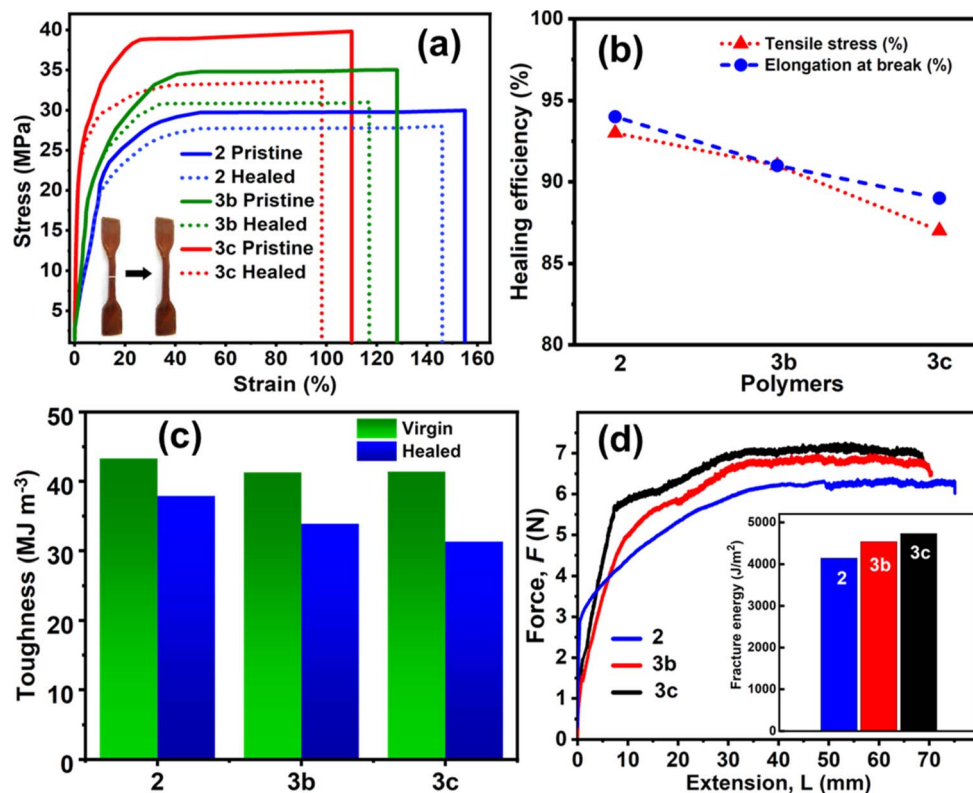 (a)
Stress (MPa)
40
35
30
25
20
15
10
5
2 Pristine
2 Healed
3b Pristine
3b Healed
3c Pristine
3c Healed
0 20 40 60 80 100 120 140 160
Strain (%)
(b)
Healing efficiency (%)
100
95
90
85
80
Tensile stress (%)
Elongation at break (%)
2 3b 3c
Polymers
(c)
Toughness (MJ m⁻³)
50
40
30
20
10
0
Virgin
Healed
2 3b 3c
(d)
Force, F (N)
8
7
6
5
4
3
2
1
0
2
3b
3c
0 10 20 30 40 50 60 70 80
Extension, L (mm)
Fracture energy (J/m²)
5000
4000
3000
2000
1000
0
2 3b 3c